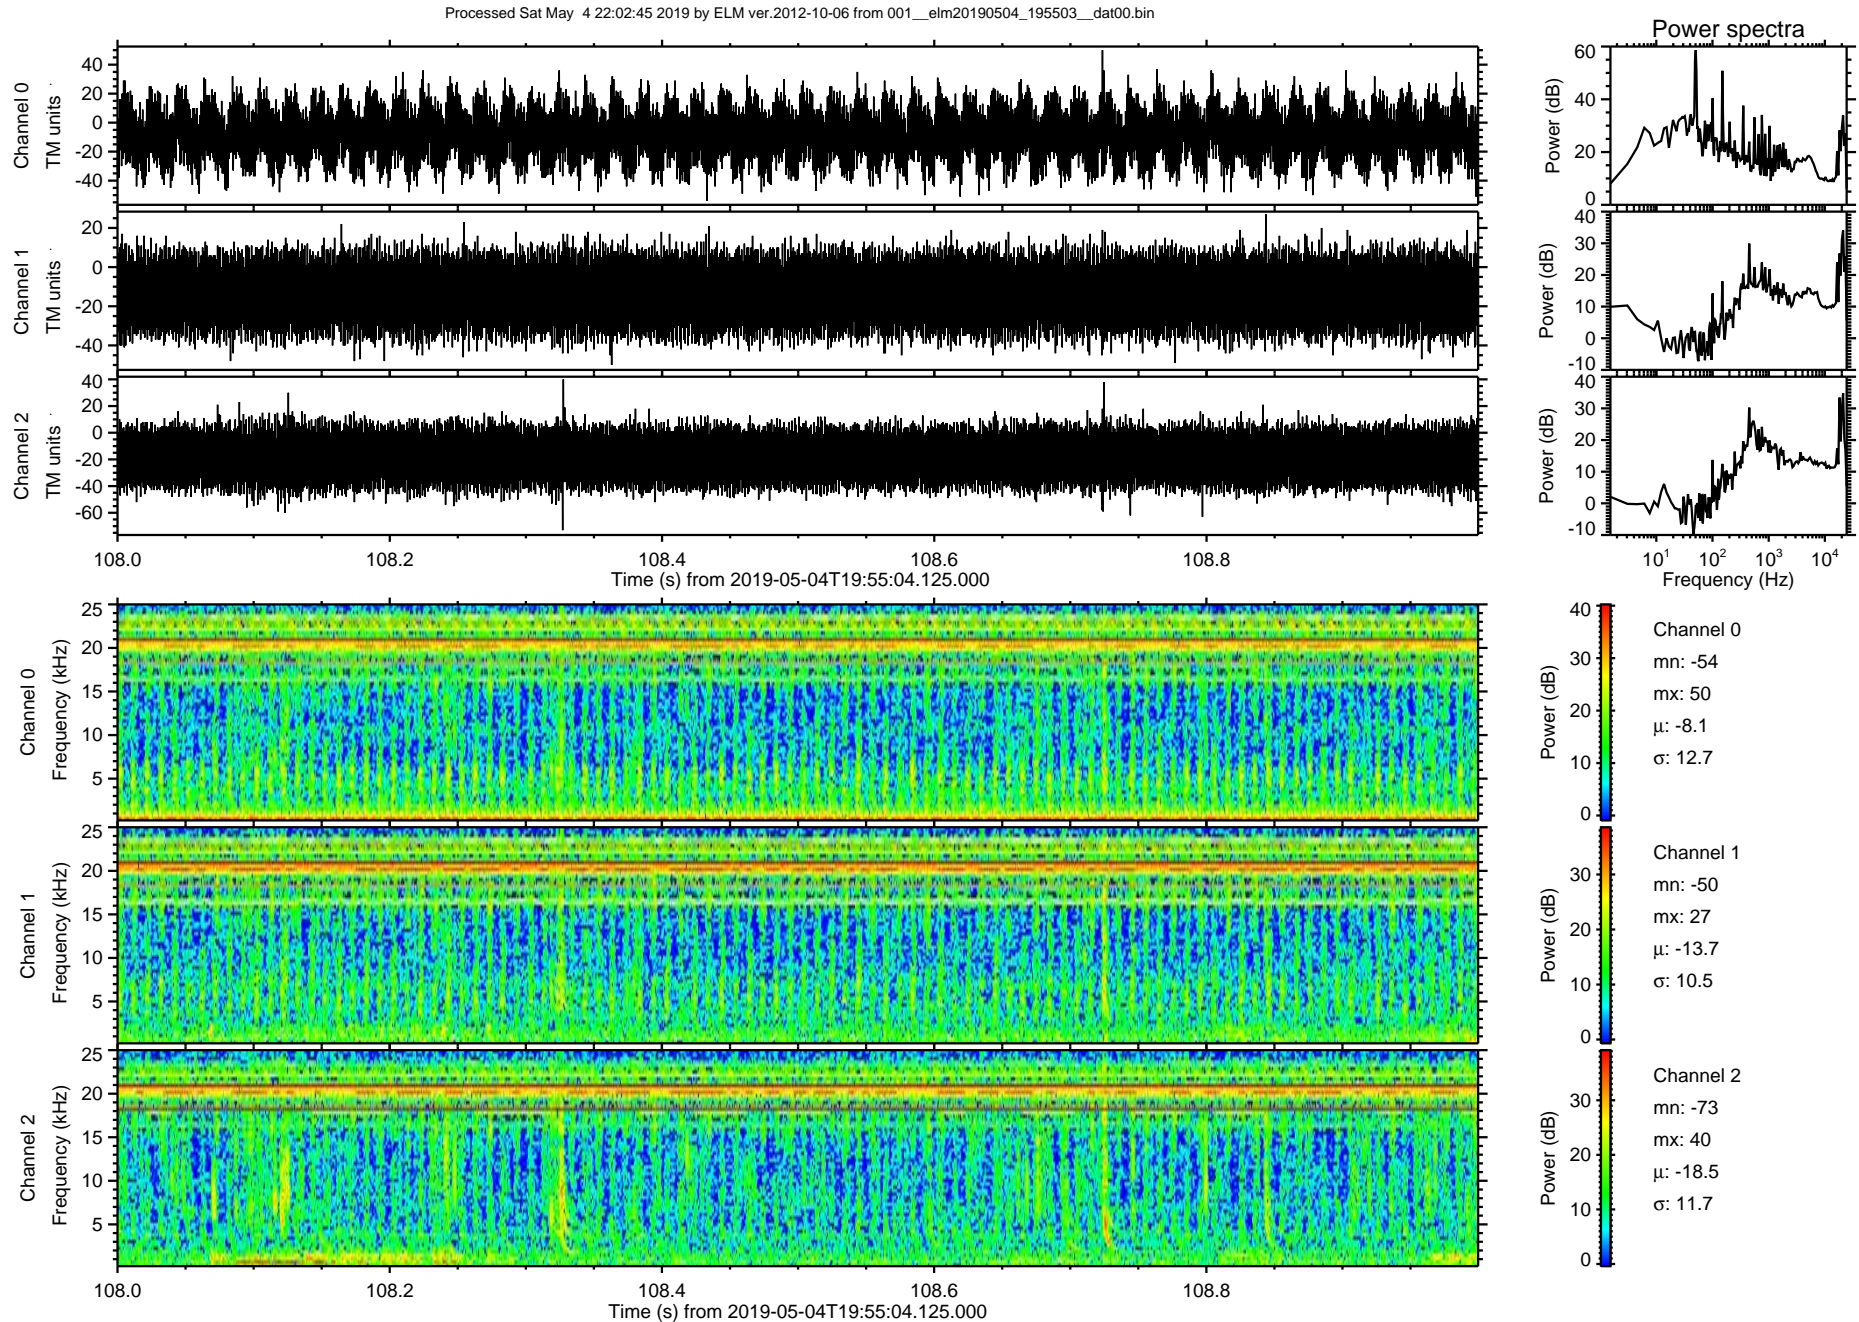 Processed Sat May  4 22:02:45 2019 by ELM ver.2012-10-06 from 001__elm20190504_195503__dat00.bin
Power spectra
Channel 0
TM units
40
20
0
-20
-40
Power (dB)
60
40
20
0
Channel 1
TM units
20
0
-20
-40
Power (dB)
40
30
20
10
0
-10
Channel 2
TM units
40
20
0
-20
-40
-60
Power (dB)
40
30
20
10
0
-10
108.0 108.2 108.4 108.6 108.8
Time (s) from 2019-05-04T19:55:04.125.000
10¹ 10² 10³ 10⁴
Frequency (Hz)
Channel 0
Frequency (kHz)
25
20
15
10
5
Power (dB)
40
30
20
10
0
Channel 0
mn: -54
mx: 50
µ: -8.1
σ: 12.7
Channel 1
Frequency (kHz)
25
20
15
10
5
Power (dB)
30
20
10
0
Channel 1
mn: -50
mx: 27
µ: -13.7
σ: 10.5
Channel 2
Frequency (kHz)
25
20
15
10
5
Power (dB)
30
20
10
0
Channel 2
mn: -73
mx: 40
µ: -18.5
σ: 11.7
108.0 108.2 108.4 108.6 108.8
Time (s) from 2019-05-04T19:55:04.125.000